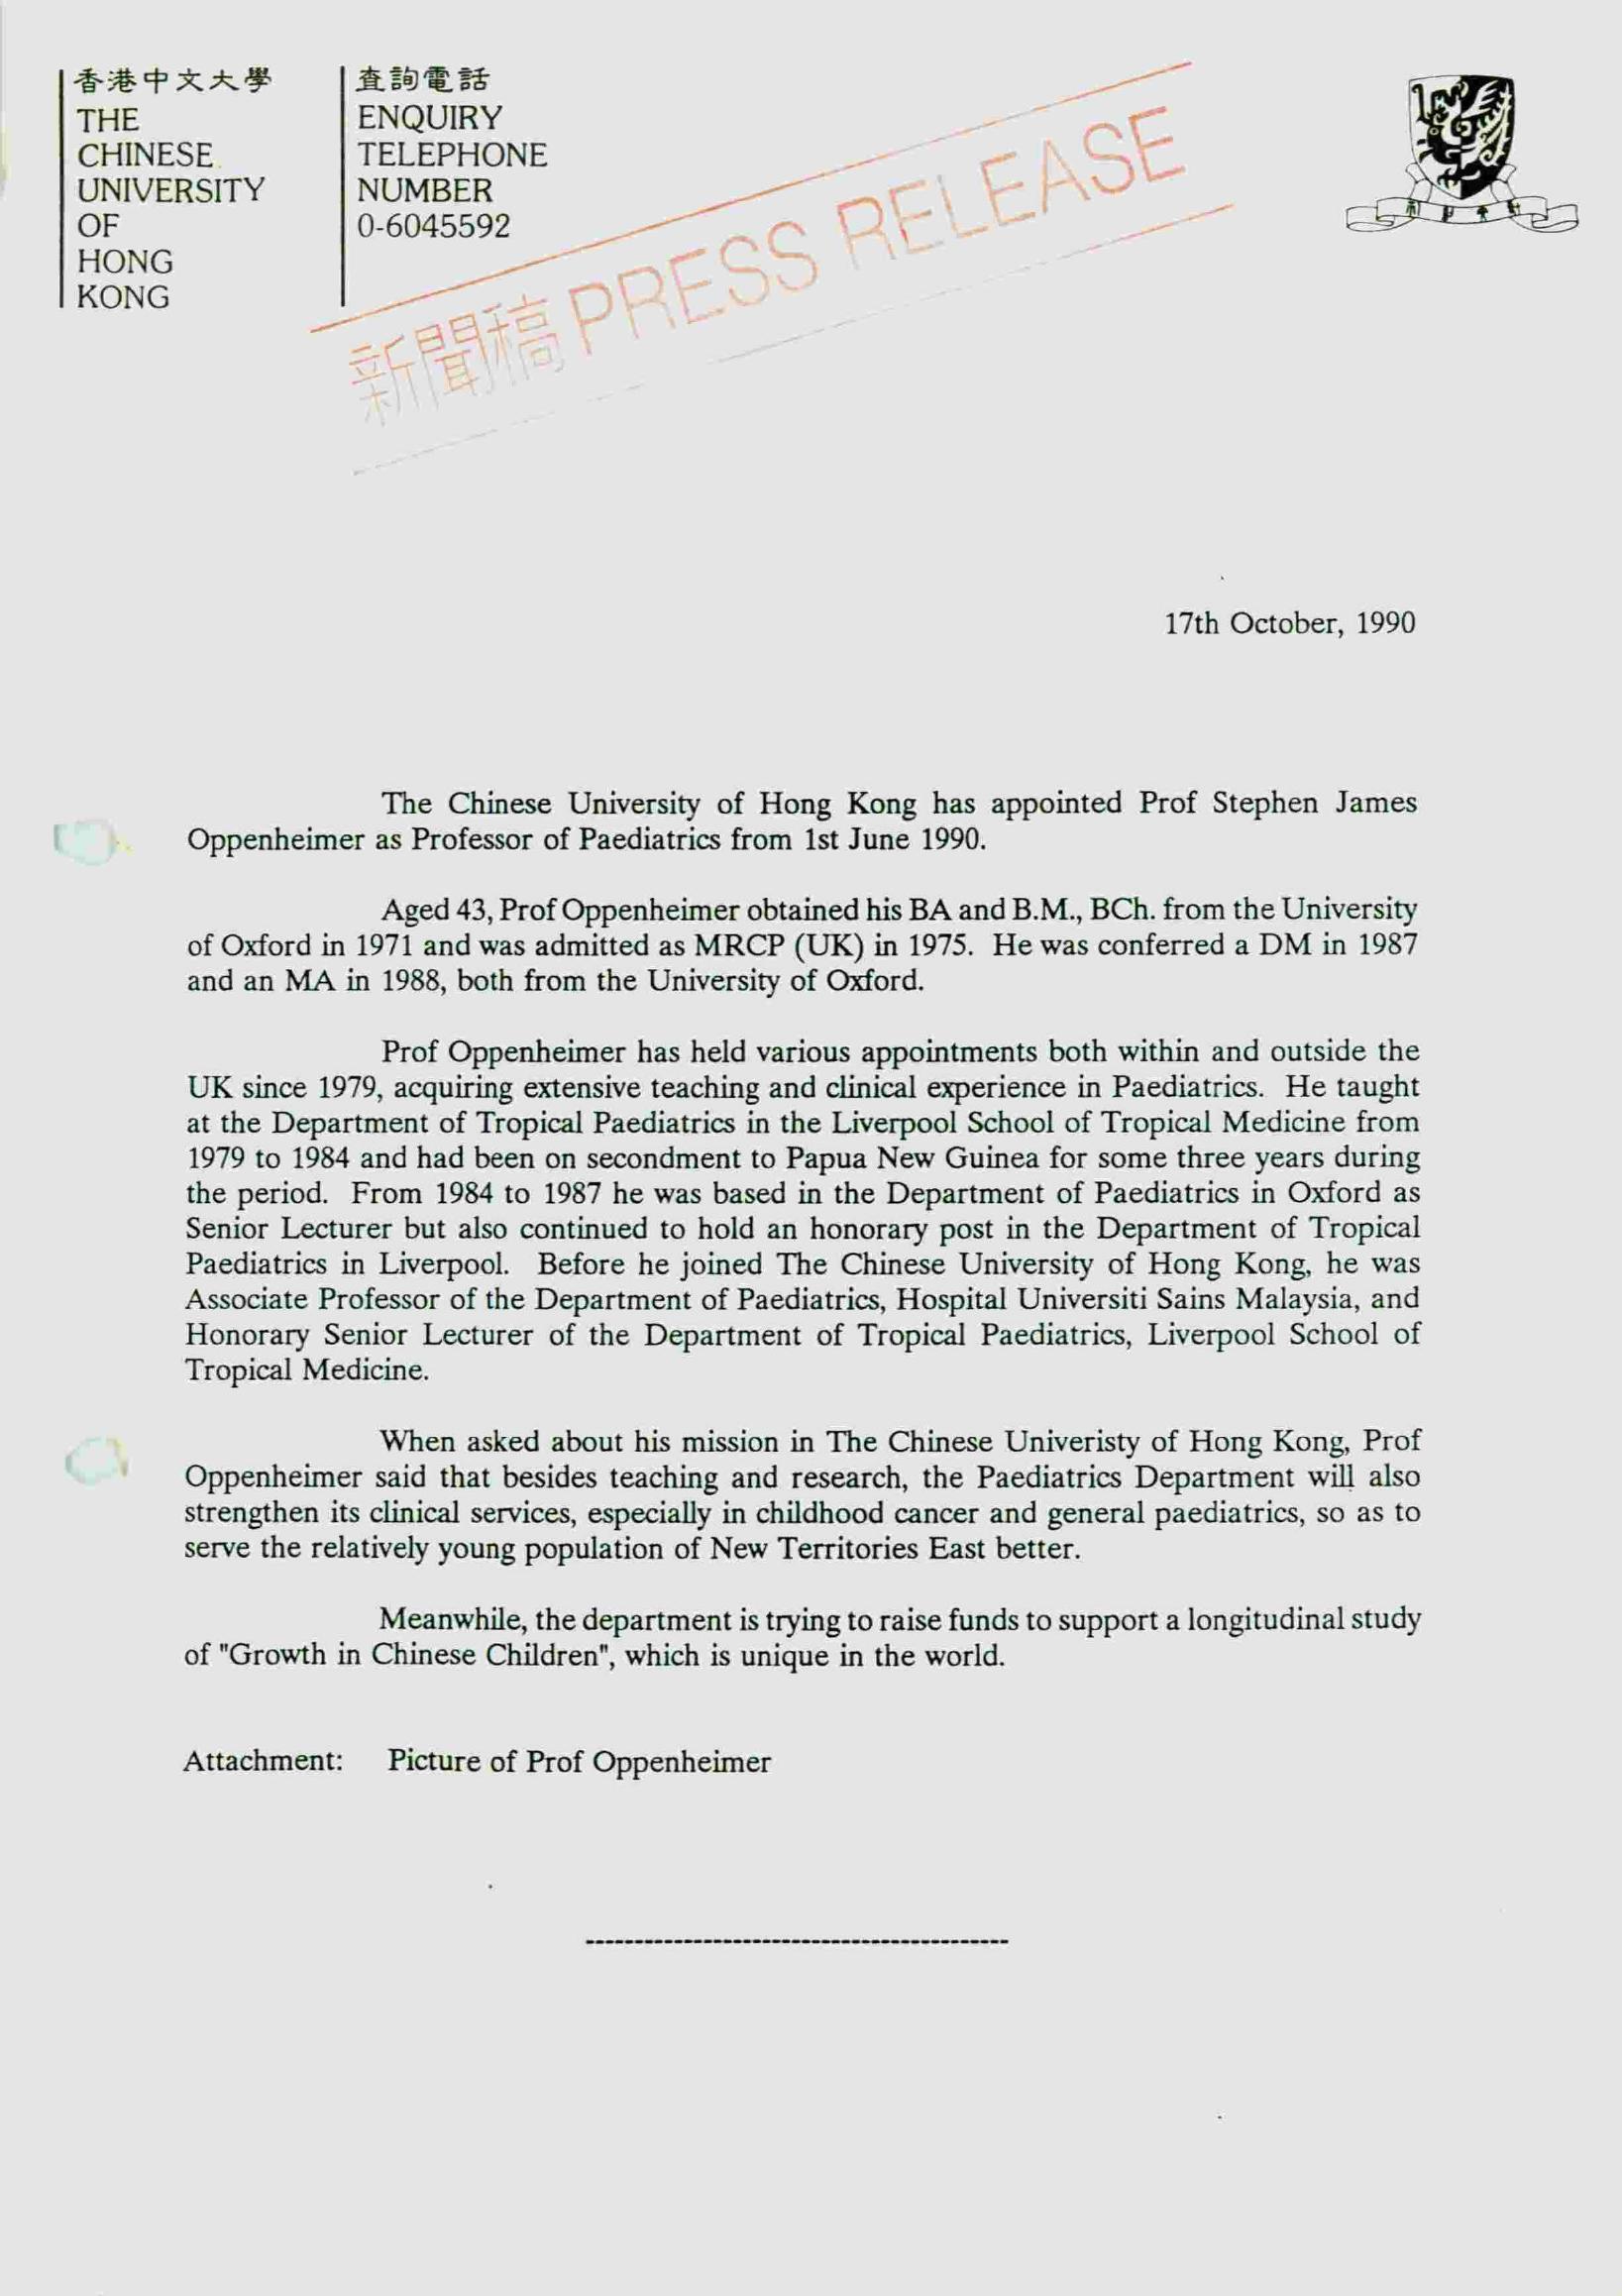 香港中文大學
THE
CHINESE
UNIVERSITY
OF
HONG
KONG
查詢電話
ENQUIRY
TELEPHONE
NUMBER
0-6045592
新聞稿 PRESS RELEASE
17th October, 1990
The Chinese University of Hong Kong has appointed Prof Stephen James
Oppenheimer as Professor of Paediatrics from 1st June 1990.
Aged 43, Prof Oppenheimer obtained his BA and B.M., BCh. from the University
of Oxford in 1971 and was admitted as MRCP (UK) in 1975. He was conferred a DM in 1987
and an MA in 1988, both from the University of Oxford.
Prof Oppenheimer has held various appointments both within and outside the
UK since 1979, acquiring extensive teaching and clinical experience in Paediatrics. He taught
at the Department of Tropical Paediatrics in the Liverpool School of Tropical Medicine from
1979 to 1984 and had been on secondment to Papua New Guinea for some three years during
the period. From 1984 to 1987 he was based in the Department of Paediatrics in Oxford as
Senior Lecturer but also continued to hold an honorary post in the Department of Tropical
Paediatrics in Liverpool. Before he joined The Chinese University of Hong Kong, he was
Associate Professor of the Department of Paediatrics, Hospital Universiti Sains Malaysia, and
Honorary Senior Lecturer of the Department of Tropical Paediatrics, Liverpool School of
Tropical Medicine.
When asked about his mission in The Chinese Univeristy of Hong Kong, Prof
Oppenheimer said that besides teaching and research, the Paediatrics Department will also
strengthen its clinical services, especially in childhood cancer and general paediatrics, so as to
serve the relatively young population of New Territories East better.
Meanwhile, the department is trying to raise funds to support a longitudinal study
of "Growth in Chinese Children", which is unique in the world.
Attachment: Picture of Prof Oppenheimer